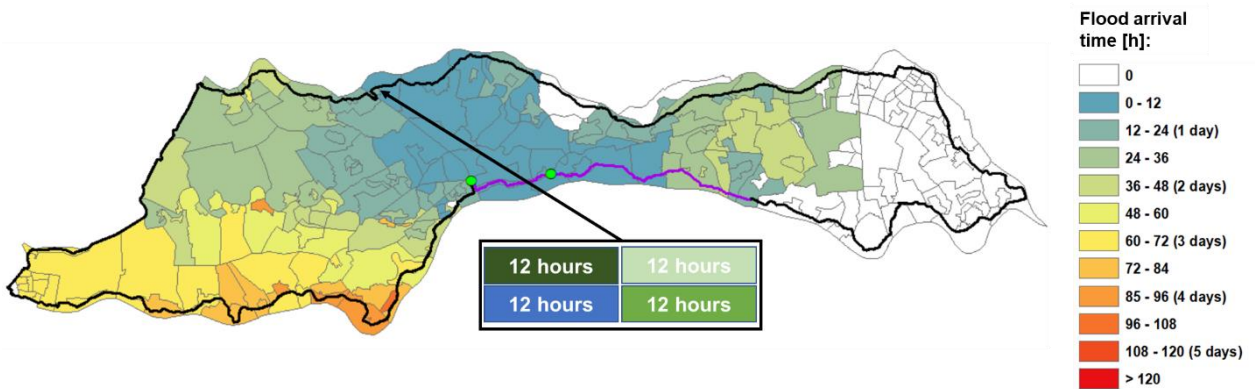 Flood arrival
time [h]:
0
0 - 12
12 - 24 (1 day)
24 - 36
36 - 48 (2 days)
48 - 60
60 - 72 (3 days)
72 - 84
85 - 96 (4 days)
96 - 108
108 - 120 (5 days)
> 120
12 hours 12 hours
12 hours 12 hours